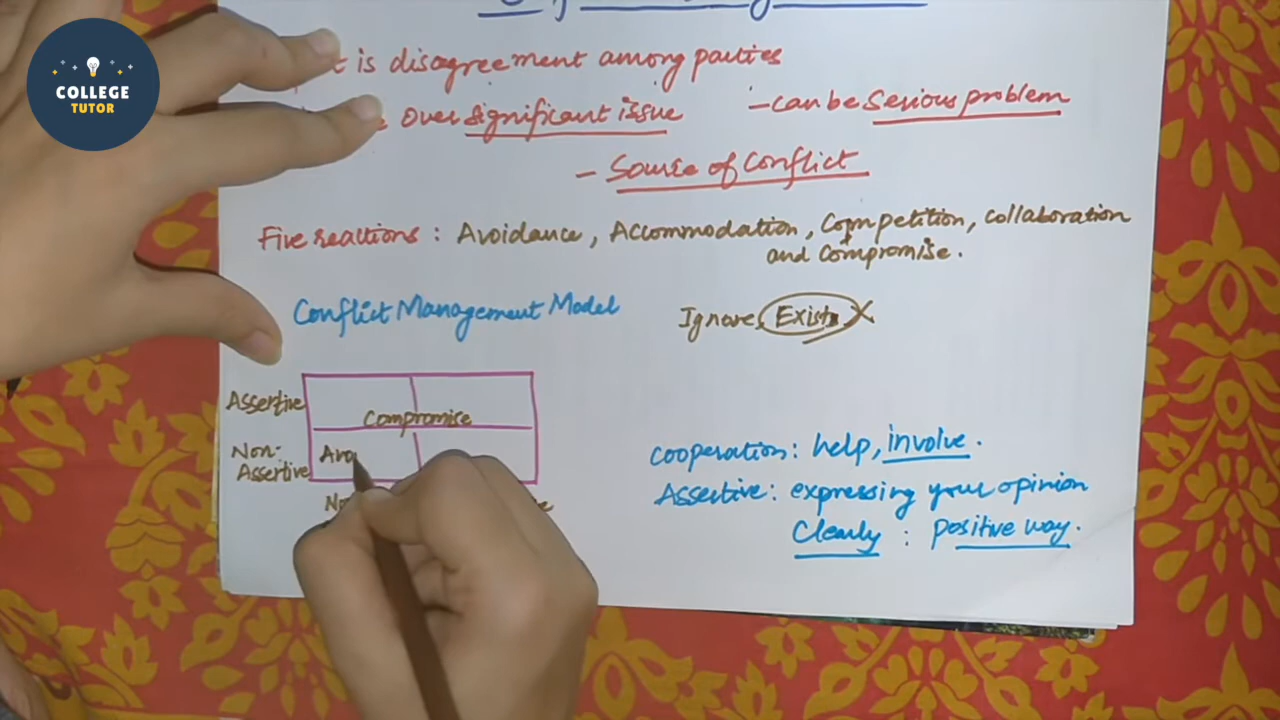 COLLEGE
TUTOR
is disagreement among parties
over significant issue
- can be serious problem
- Source of Conflict
Five reactions : Avoidance, Accommodation, Competition, collaboration
and compromise.
Conflict Management Model
Ignore, Exists X
Assertive
Compromise
Non-
Assertive
Avo
cooperation : help, involve.
Assertive : expressing your opinion
Clearly : positive way.